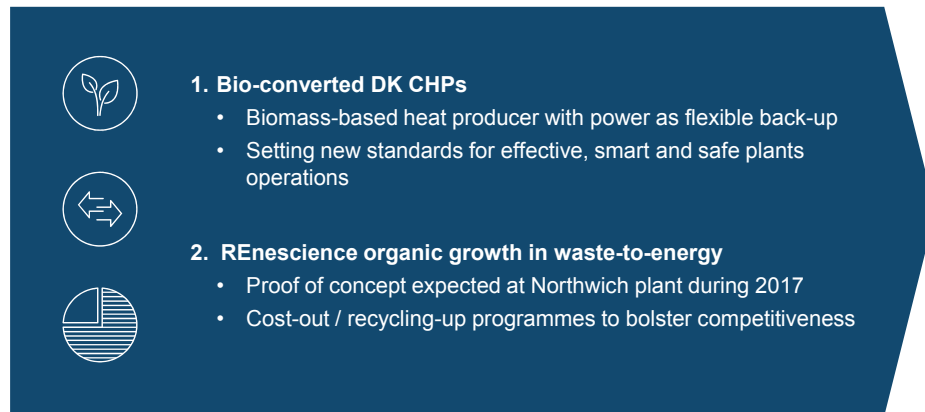 1. Bio-converted DK CHPs
• Biomass-based heat producer with power as flexible back-up
• Setting new standards for effective, smart and safe plants
operations
2. REnescience organic growth in waste-to-energy
• Proof of concept expected at Northwich plant during 2017
• Cost-out / recycling-up programmes to bolster competitiveness